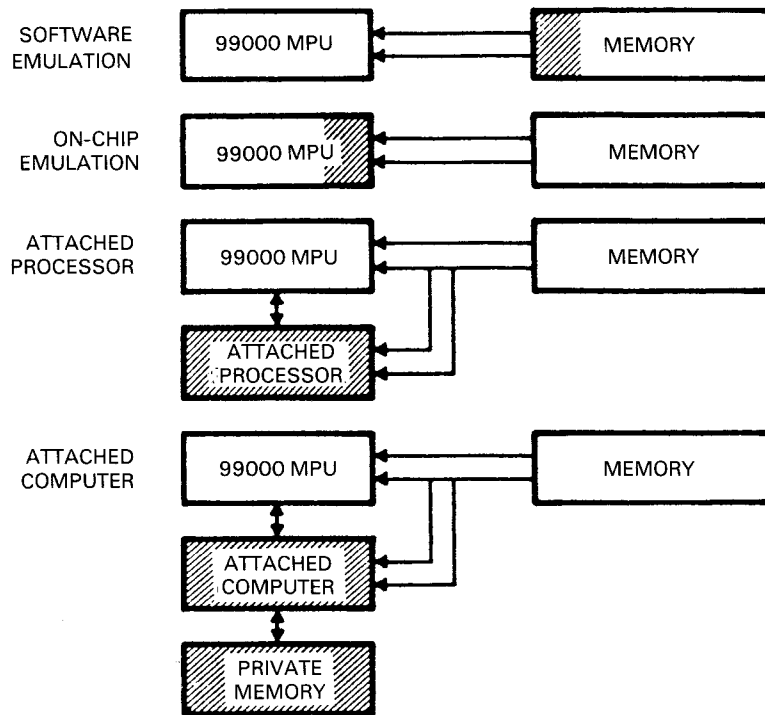 SOFTWARE
EMULATION
99000 MPU
MEMORY
ON-CHIP
EMULATION
99000 MPU
MEMORY
ATTACHED
PROCESSOR
99000 MPU
MEMORY
ATTACHED
PROCESSOR
ATTACHED
COMPUTER
99000 MPU
MEMORY
ATTACHED
COMPUTER
PRIVATE
MEMORY